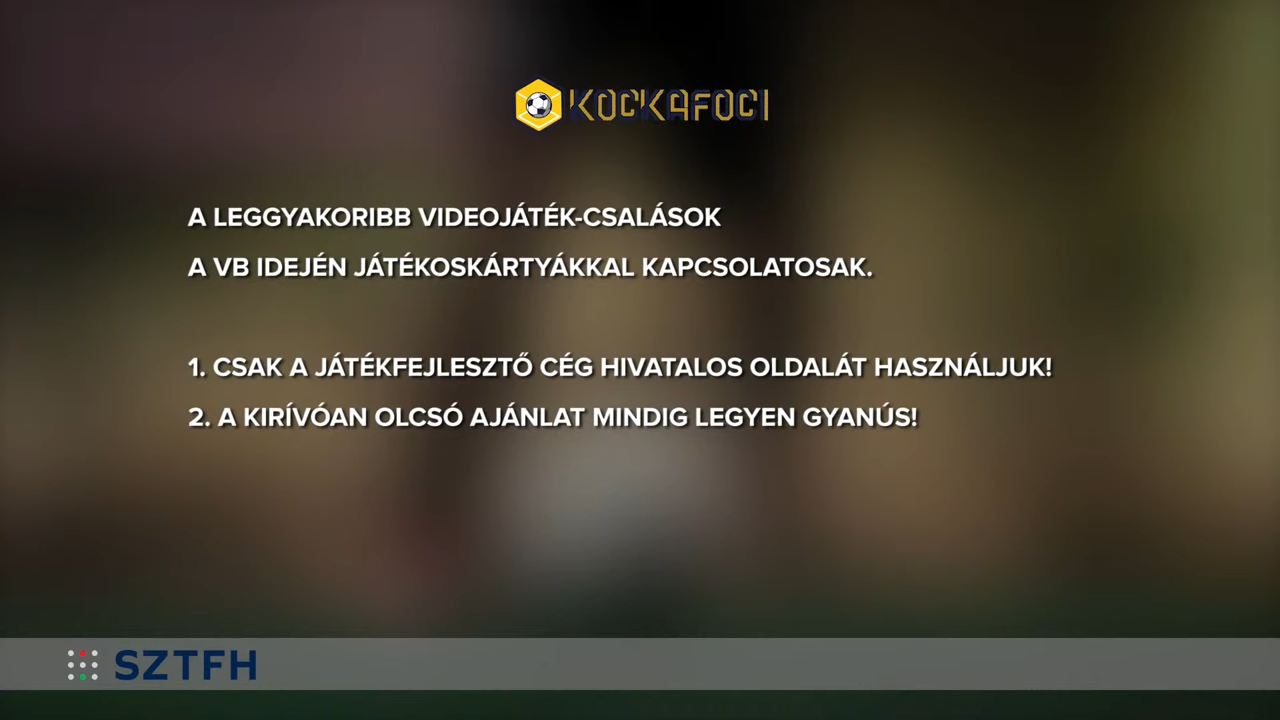 KOCKAFOCI
A LEGGYAKORIBB VIDEOJÁTÉK-CSALÁSOK
A VB IDEJÉN JÁTÉKOSKÁRTYÁKKAL KAPCSOLATOSAK.
1. CSAK A JÁTÉKFEJLESZTŐ CÉG HIVATALOS OLDALÁT HASZNÁLJUK!
2. A KIRÍVÓAN OLCSÓ AJÁNLAT MINDIG LEGYEN GYANÚS!
SZTFH